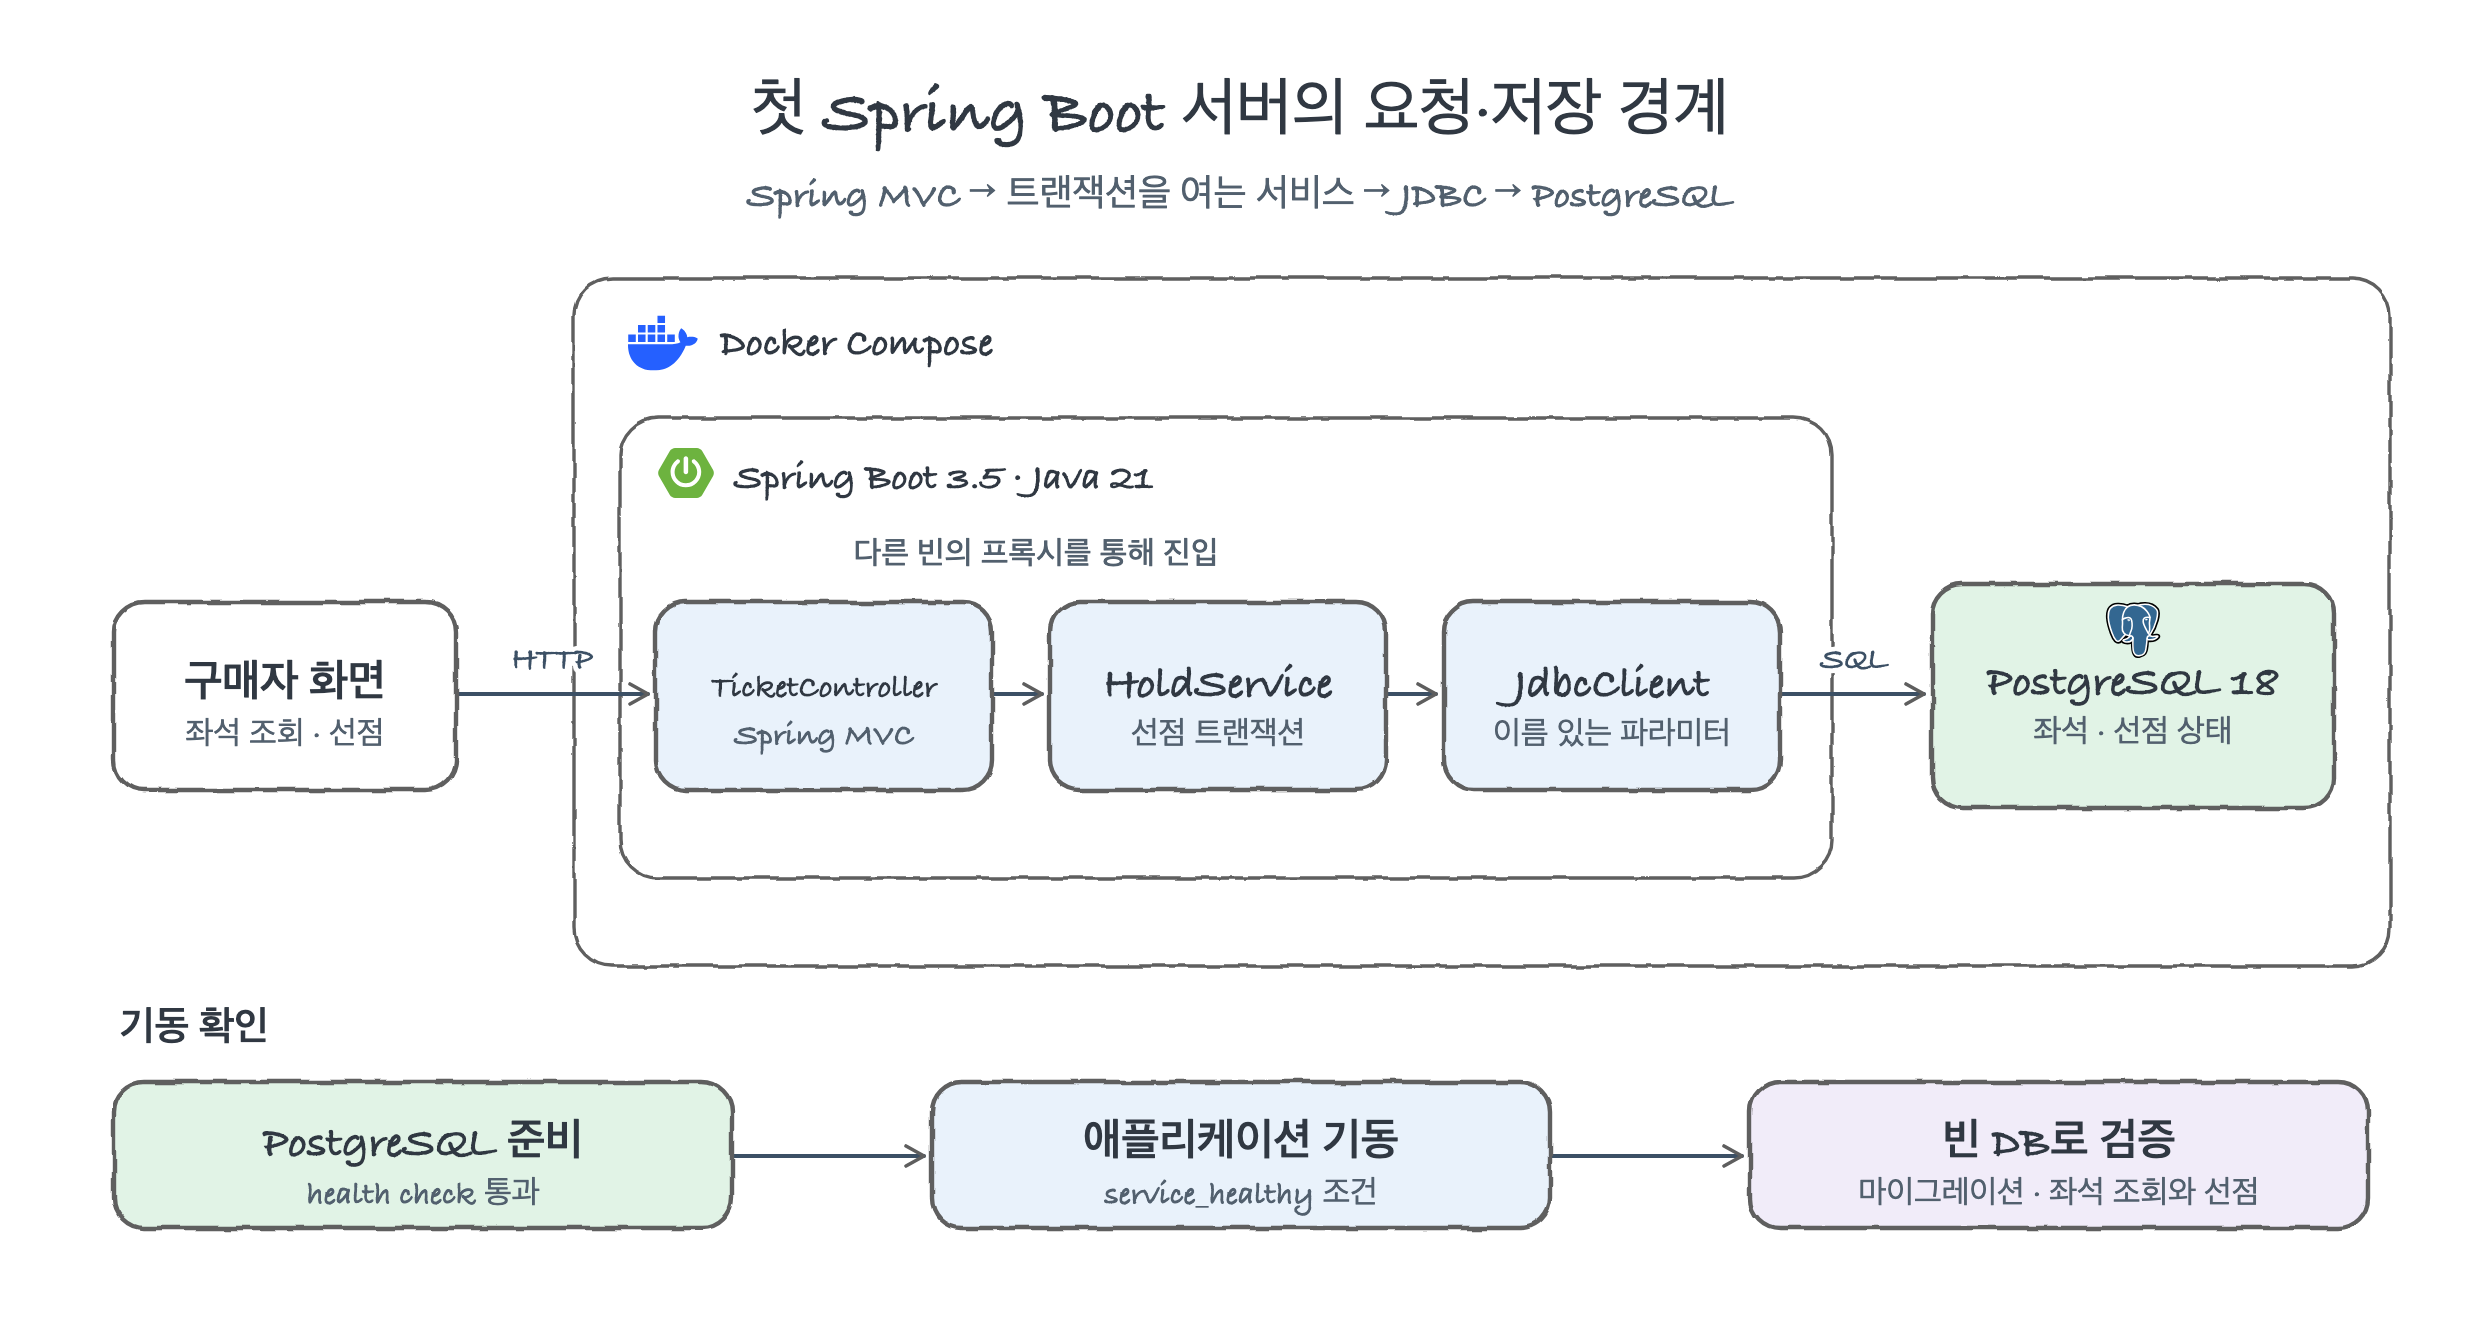 첫 Spring Boot 서버의 요청·저장 경계
Spring MVC → 트랜잭션을 여는 서비스 → JDBC → PostgreSQL
Docker Compose
Spring Boot 3.5 · Java 21
다른 빈의 프록시를 통해 진입
구매자 화면
좌석 조회 · 선점
HTTP
TicketController
Spring MVC
HoldService
선점 트랜잭션
JdbcClient
이름 있는 파라미터
SQL
PostgreSQL 18
좌석 · 선점 상태
기동 확인
PostgreSQL 준비
health check 통과
애플리케이션 기동
service_healthy 조건
빈 DB로 검증
마이그레이션 · 좌석 조회와 선점